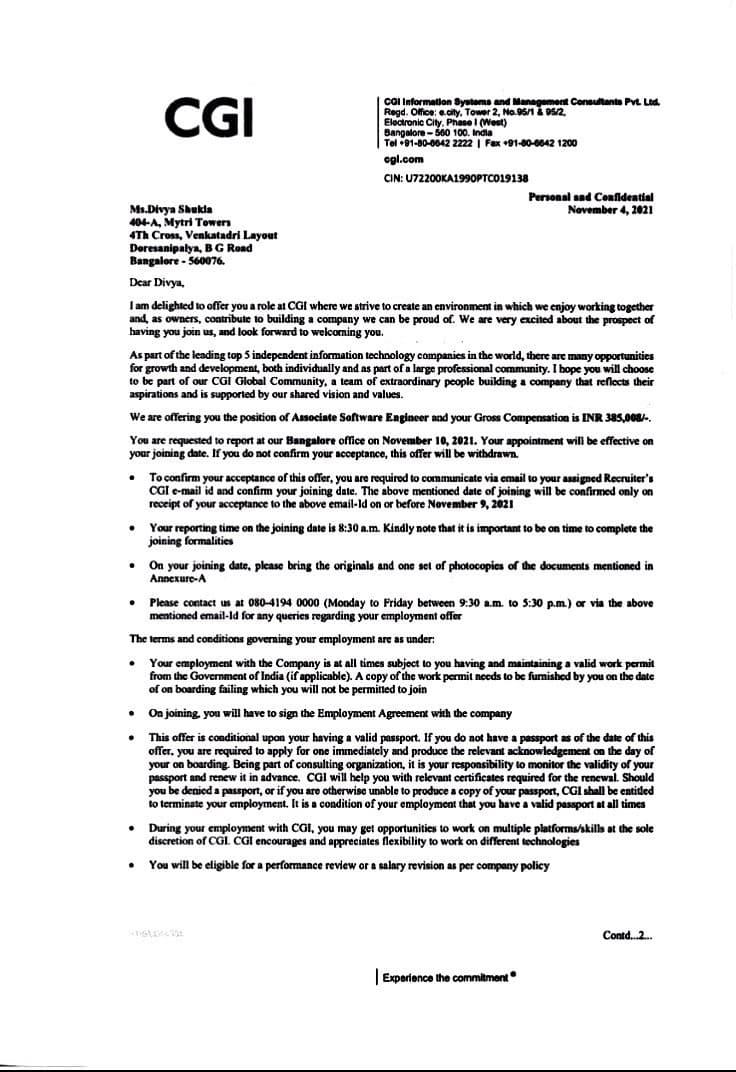 CGI
CGI Information Systems and Management Consultants Pvt. Ltd.
Regd. Office: e.city, Tower 2, No.95/1 & 95/2,
Electronic City, Phase I (West)
Bangalore – 560 100. India
Tel +91-80-6642 2222 | Fax +91-80-6642 1200
cgi.com
CIN: U72200KA1990PTC019138
Personal and Confidential
November 4, 2021
Ms.Divya Shukla
404-A, Mytri Towers
4Th Cross, Venkatadri Layout
Doresanipalya, B G Road
Bangalore - 560076.
Dear Divya,
I am delighted to offer you a role at CGI where we strive to create an environment in which we enjoy working together
and, as owners, contribute to building a company we can be proud of. We are very excited about the prospect of
having you join us, and look forward to welcoming you.
As part of the leading top 5 independent information technology companies in the world, there are many opportunities
for growth and development, both individually and as part of a large professional community. I hope you will choose
to be part of our CGI Global Community, a team of extraordinary people building a company that reflects their
aspirations and is supported by our shared vision and values.
We are offering you the position of Associate Software Engineer and your Gross Compensation is INR 385,008/-.
You are requested to report at our Bangalore office on November 10, 2021. Your appointment will be effective on
your joining date. If you do not confirm your acceptance, this offer will be withdrawn.
• To confirm your acceptance of this offer, you are required to communicate via email to your assigned Recruiter's
CGI e-mail id and confirm your joining date. The above mentioned date of joining will be confirmed only on
receipt of your acceptance to the above email-Id on or before November 9, 2021
• Your reporting time on the joining date is 8:30 a.m. Kindly note that it is important to be on time to complete the
joining formalities
• On your joining date, please bring the originals and one set of photocopies of the documents mentioned in
Annexure-A
• Please contact us at 080-4194 0000 (Monday to Friday between 9:30 a.m. to 5:30 p.m.) or via the above
mentioned email-Id for any queries regarding your employment offer
The terms and conditions governing your employment are as under:
• Your employment with the Company is at all times subject to you having and maintaining a valid work permit
from the Government of India (if applicable). A copy of the work permit needs to be furnished by you on the date
of on boarding failing which you will not be permitted to join
• On joining, you will have to sign the Employment Agreement with the company
• This offer is conditional upon your having a valid passport. If you do not have a passport as of the date of this
offer, you are required to apply for one immediately and produce the relevant acknowledgement on the day of
your on boarding. Being part of consulting organization, it is your responsibility to monitor the validity of your
passport and renew it in advance. CGI will help you with relevant certificates required for the renewal. Should
you be denied a passport, or if you are otherwise unable to produce a copy of your passport, CGI shall be entitled
to terminate your employment. It is a condition of your employment that you have a valid passport at all times
• During your employment with CGI, you may get opportunities to work on multiple platforms/skills at the sole
discretion of CGI. CGI encourages and appreciates flexibility to work on different technologies
• You will be eligible for a performance review or a salary revision as per company policy
Contd...2...
Experience the commitment®